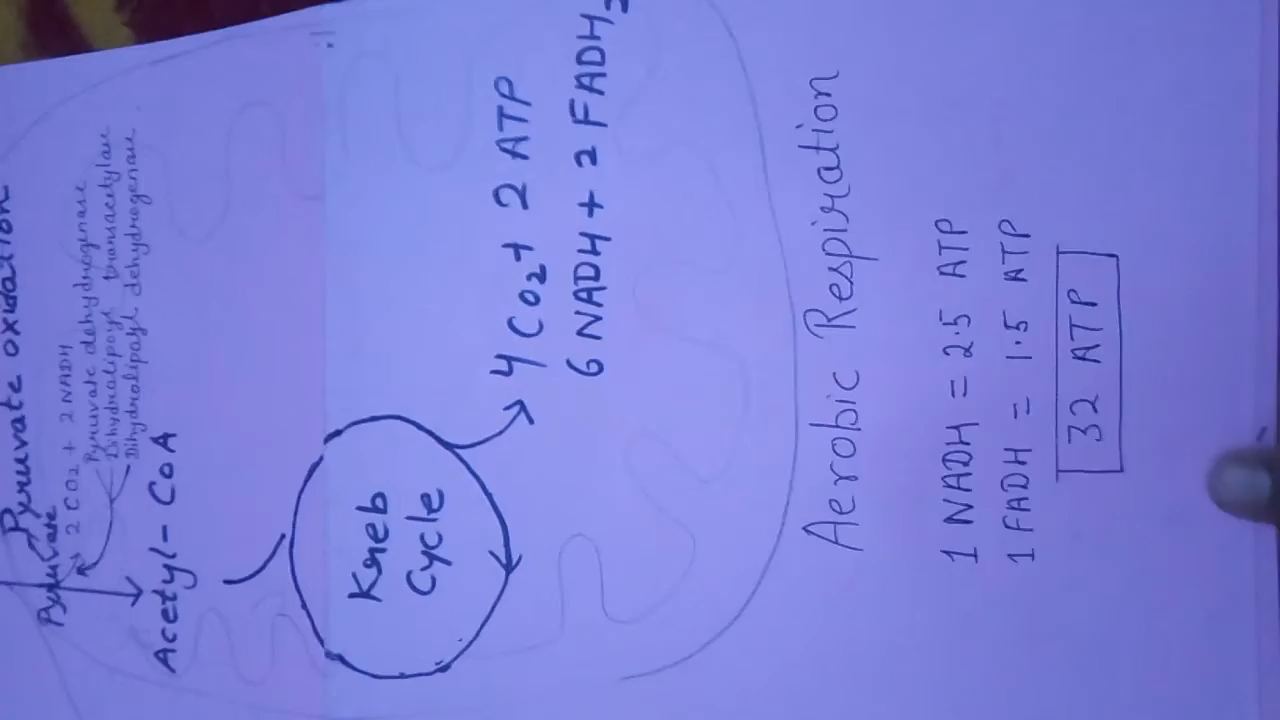 Pyruvate oxidation
Pyruvate
2 CO2 + 2 NADH
Pyruvate dehydrogenase
Dihydrolipoyl transacetylase
Dihydrolipoyl dehydrogenase
Acetyl-CoA
Kreb
Cycle
4 CO2 + 2 ATP
6 NADH + 2 FADH2
Aerobic Respiration
1 NADH = 2.5 ATP
1 FADH = 1.5 ATP
32 ATP